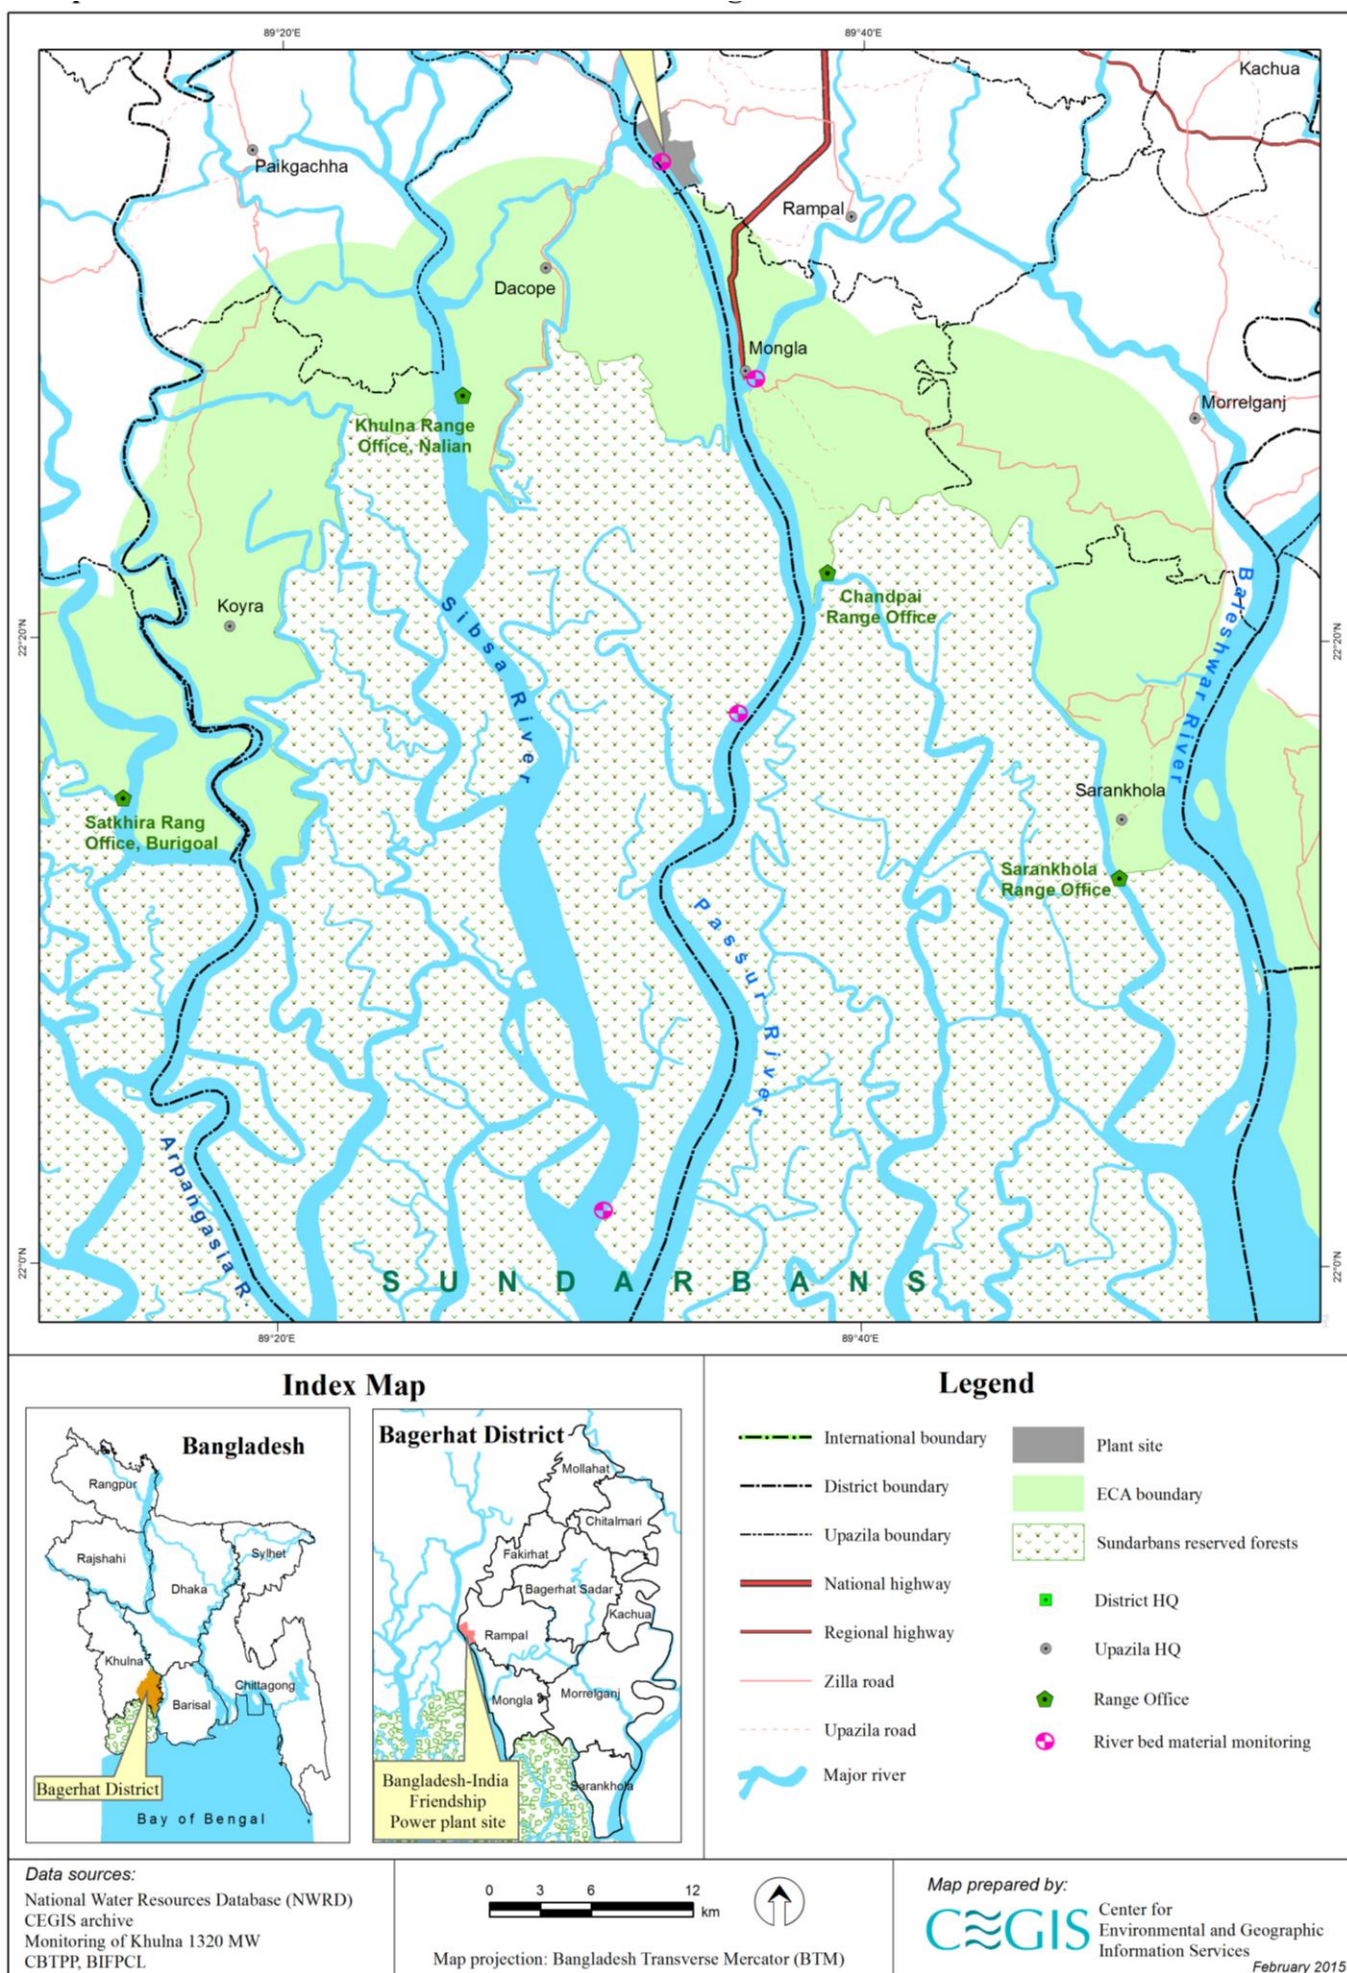 89°20'E
89°40'E
Kachua
Paikgachha
Rampal
Dacope
Mongla
Morrelganj
Khulna Range
Office, Nalian
Chandpai
Range Office
Koyra
22°20'N
22°20'N
Sibsa River
Baleshwar River
Sarankhola
Satkhira Rang
Office, Burigoal
Sarankhola
Range Office
Passur River
Arpangasia R.
22°0'N
22°0'N
SUNDARBANS
89°20'E
89°40'E
Index Map
Bangladesh
Rangpur
Rajshahi
Sylhet
Dhaka
Khulna
Barisal
Chittagong
Bagerhat District
Bay of Bengal
Bagerhat District
Mollahat
Chitalmari
Fakirhat
Bagerhat Sadar
Kachua
Rampal
Mongla
Morrelganj
Sarankhola
Bangladesh-India
Friendship
Power plant site
Legend
International boundary
District boundary
Upazila boundary
National highway
Regional highway
Zilla road
Upazila road
Major river
Plant site
ECA boundary
Sundarbans reserved forests
District HQ
Upazila HQ
Range Office
River bed material monitoring
Data sources:
National Water Resources Database (NWRD)
CEGIS archive
Monitoring of Khulna 1320 MW
CBTPP, BIFPCL
0 3 6 12
km
Map projection: Bangladesh Transverse Mercator (BTM)
Map prepared by:
CEGIS
Center for
Environmental and Geographic
Information Services
February 2015